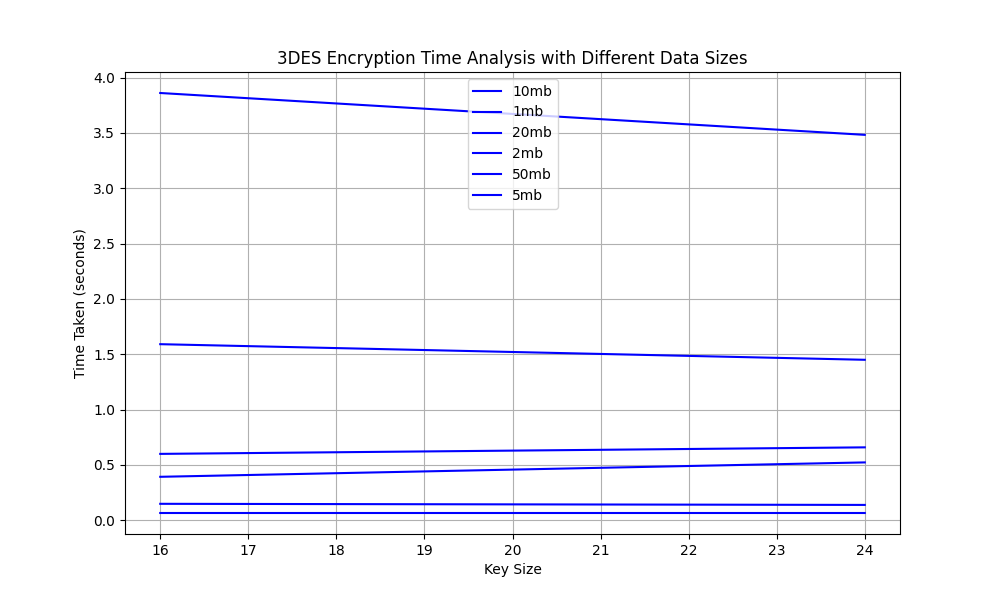 3DES Encryption Time Analysis with Different Data Sizes
4.0
3.5
3.0
2.5
2.0
1.5
1.0
0.5
0.0
Time Taken (seconds)
10mb
1mb
20mb
2mb
50mb
5mb
16 17 18 19 20 21 22 23 24
Key Size